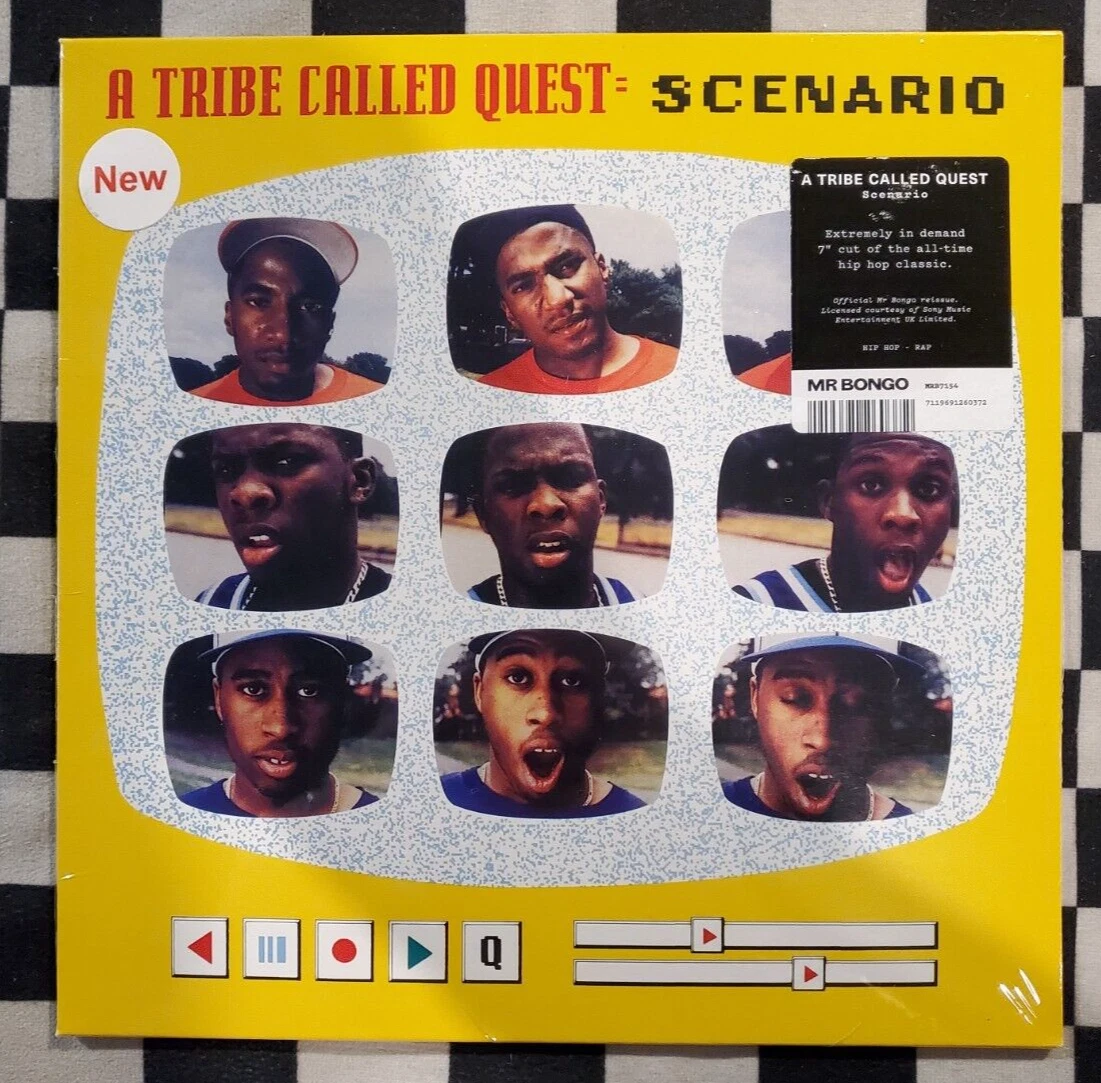 A TRIBE CALLED QUEST: SCENARIO
New
A TRIBE CALLED QUEST
Scenario
Extremely in demand
7" cut of the all-time
hip hop classic.
Official Mr Bongo reissue.
Licensed courtesy of Sony Music
Entertainment UK Limited.
HIP HOP - RAP
MR BONGO
MRB7154
7119691260372
Q